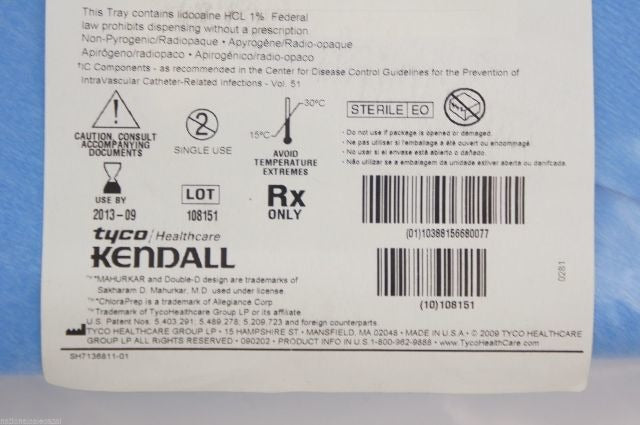 This Tray contains lidocaine HCL 1%. Federal
law prohibits dispensing without a prescription.
Non-Pyrogenic/Radiopaque • Apyrogène/Radio-opaque
Apirógeno/radiopaco • Apirogénico/radio-opaco
†IC Components - as recommended in the Center for Disease Control Guidelines for the Prevention of
IntraVascular Catheter-Related Infections - Vol. 51
30°C
15°C
STERILE EO
CAUTION, CONSULT
ACCOMPANYING
DOCUMENTS
2
SINGLE USE
AVOID
TEMPERATURE
EXTREMES
· Do not use if package is opened or damaged.
· Ne pas utiliser si l'emballage a été ouvert ou endommagé.
· No usar si el envase está abierto o dañado.
· Não utilizar se a embalagem da unidade estiver aberta ou danifcada.
USE BY
2013-09
LOT
108151
Rx
ONLY
(01)10388156680077
tyco / Healthcare
KENDALL
(10)108151
0281
™*MAHURKAR and Double-D design are trademarks of
Sakharam D. Mahurkar, M.D. used under license.
™*ChloraPrep is a trademark of Allegiance Corp
™Trademark of TycoHealthcare Group LP or its affiliate
U.S. Patent Nos. 5,403,291; 5,489,278; 5,209,723 and foreign counterparts.
TYCO HEALTHCARE GROUP LP • 15 HAMPSHIRE ST • MANSFIELD, MA 02048 • MADE IN U.S.A • © 2009 TYCO HEALTHCARE
GROUP LP ALL RIGHTS RESERVED • 090202 • PRODUCT INFO IN U.S 1-800-962-9888 • www.TycoHealthCare.com
SH7136811-01